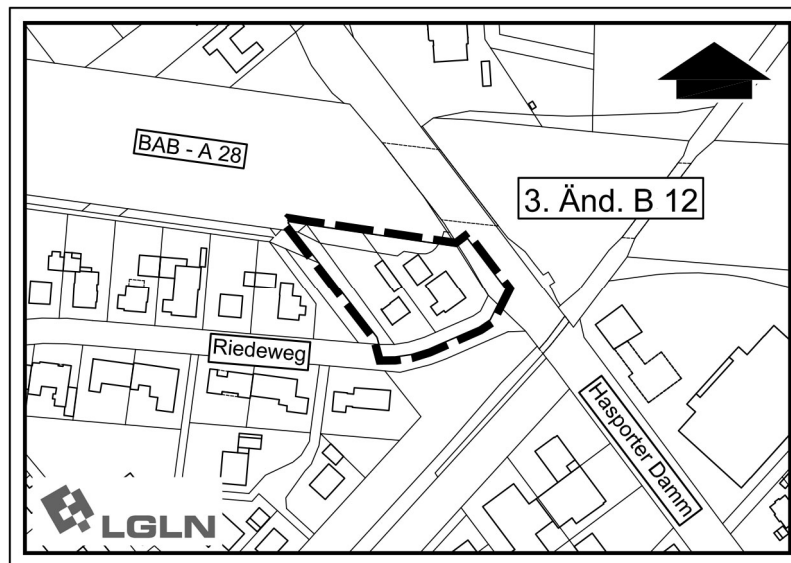 BAB - A 28
3. Änd. B 12
Riedeweg
Hasporter Damm
LGLN